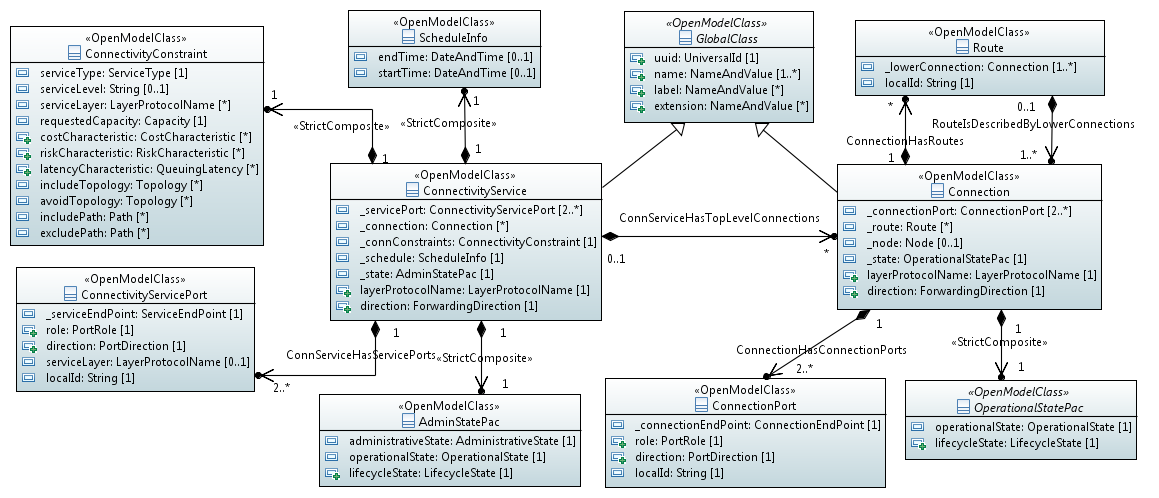 «OpenModelClass»
ConnectivityConstraint
serviceType: ServiceType [1]
serviceLevel: String [0..1]
serviceLayer: LayerProtocolName [*]
requestedCapacity: Capacity [1]
costCharacteristic: CostCharacteristic [*]
riskCharacteristic: RiskCharacteristic [*]
latencyCharacteristic: QueuingLatency [*]
includeTopology: Topology [*]
avoidTopology: Topology [*]
includePath: Path [*]
excludePath: Path [*]
«OpenModelClass»
ScheduleInfo
endTime: DateAndTime [0..1]
startTime: DateAndTime [0..1]
«OpenModelClass»
GlobalClass
uuid: UniversalId [1]
name: NameAndValue [1..*]
label: NameAndValue [*]
extension: NameAndValue [*]
«OpenModelClass»
Route
_lowerConnection: Connection [1..*]
localId: String [1]
1
«StrictComposite»
1
1
«StrictComposite»
1
*
ConnectionHasRoutes
1
0..1
RouteIsDescribedByLowerConnections
1..*
«OpenModelClass»
ConnectivityService
_servicePort: ConnectivityServicePort [2..*]
_connection: Connection [*]
_connConstraints: ConnectivityConstraint [1]
_schedule: ScheduleInfo [1]
_state: AdminStatePac [1]
layerProtocolName: LayerProtocolName [1]
direction: ForwardingDirection [1]
ConnServiceHasTopLevelConnections
0..1
*
«OpenModelClass»
Connection
_connectionPort: Connection [2..*]
_route: Route [*]
_node: Node [0..1]
_state: OperationalStatePac [1]
layerProtocolName: LayerProtocolName [1]
direction: ForwardingDirection [1]
«OpenModelClass»
ConnectivityServicePort
_serviceEndPoint: ServiceEndPoint [1]
role: PortRole [1]
direction: PortDirection [1]
serviceLayer: LayerProtocolName [0..1]
localId: String [1]
1
ConnServiceHasServicePorts
2..*
1
«StrictComposite»
1
1
ConnectionHasConnectionPorts
2..*
1
«StrictComposite»
1
«OpenModelClass»
AdminStatePac
administrativeState: AdministrativeState [1]
operationalState: OperationalState [1]
lifecycleState: LifecycleState [1]
«OpenModelClass»
ConnectionPort
_connectionEndPoint: ConnectionEndPoint [1]
role: PortRole [1]
direction: PortDirection [1]
localId: String [1]
«OpenModelClass»
OperationalStatePac
operationalState: OperationalState [1]
lifecycleState: LifecycleState [1]